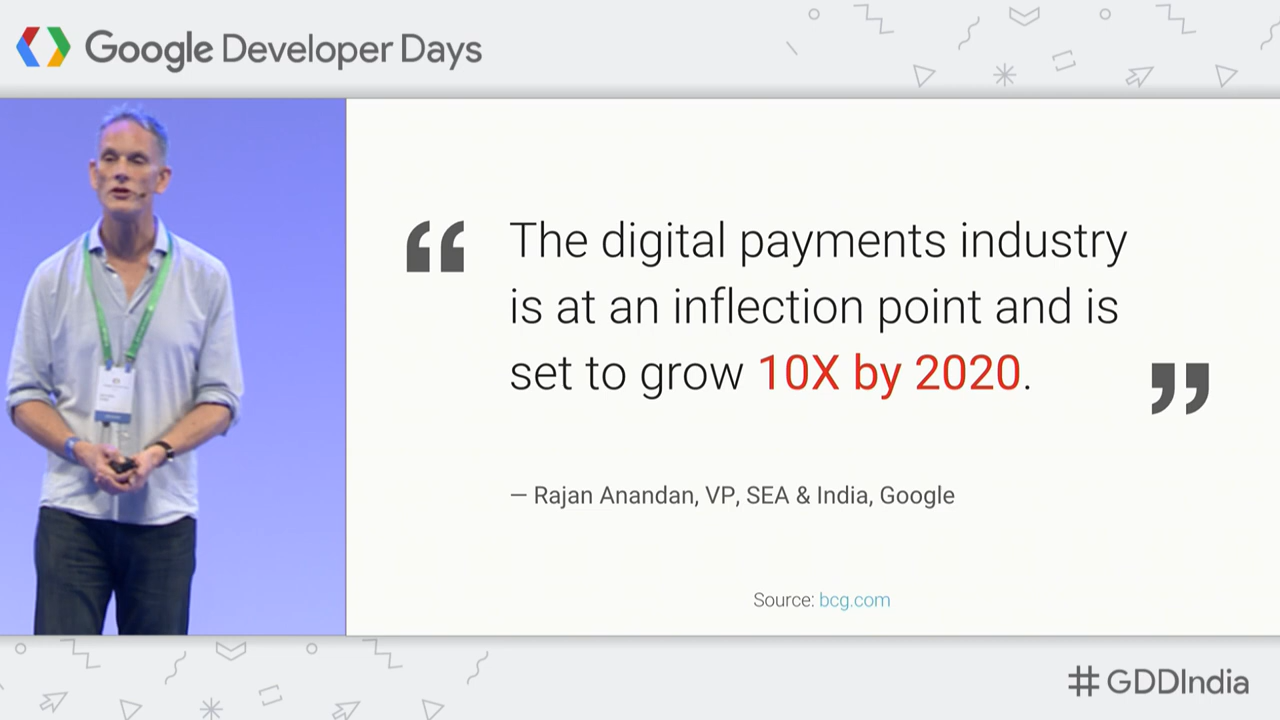 Google Developer Days
“ The digital payments industry
is at an inflection point and is
set to grow 10X by 2020. ”
— Rajan Anandan, VP, SEA & India, Google
Source: bcg.com
#GDDIndia